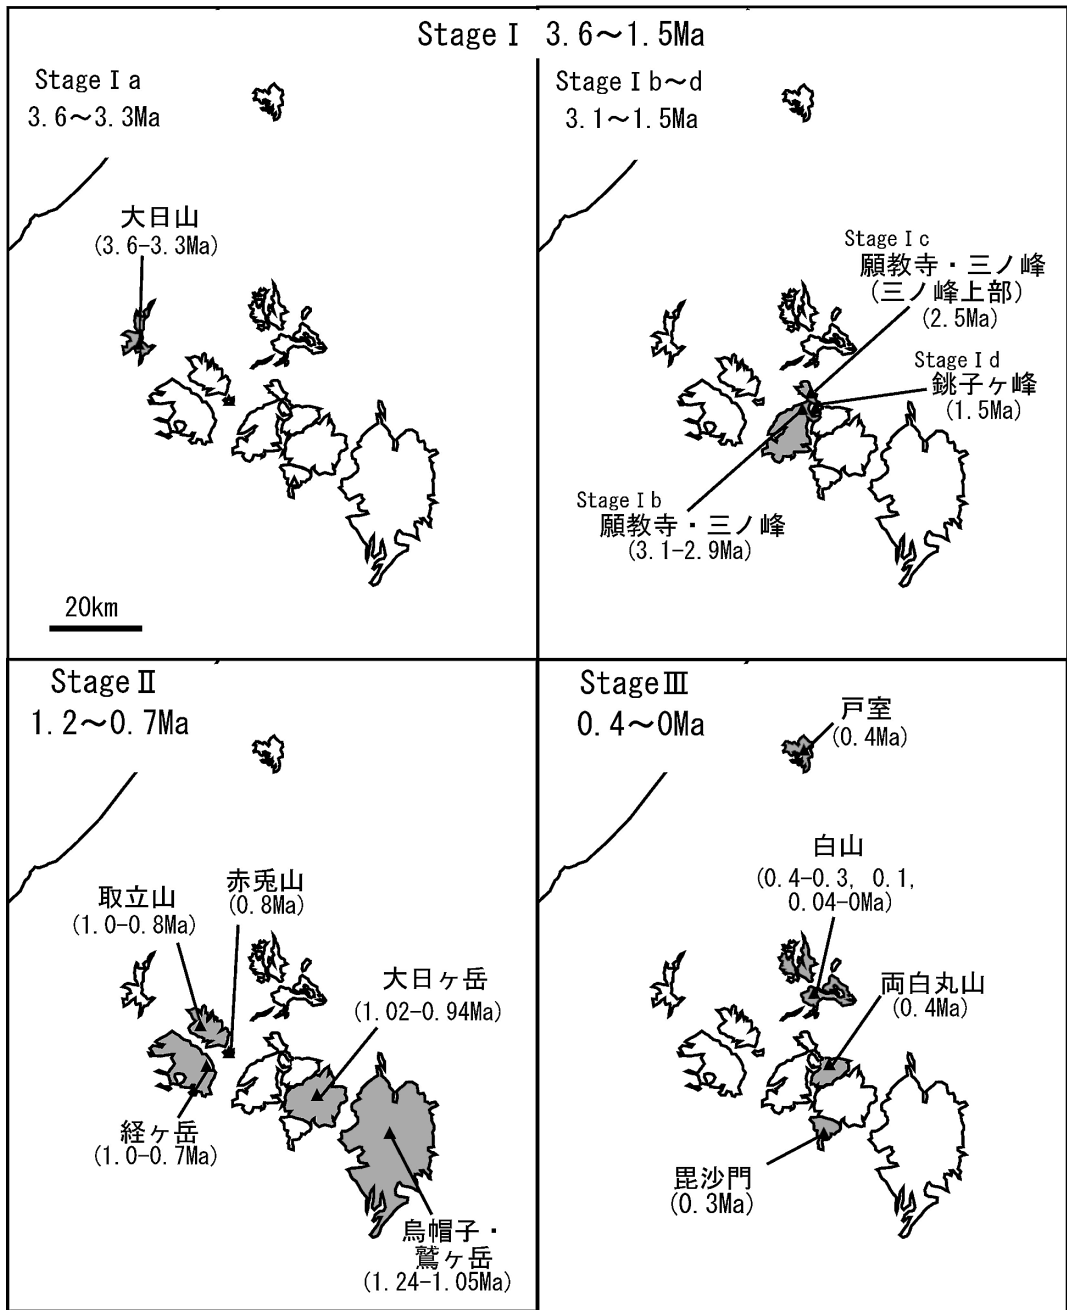 Stage Ⅰ 3.6～1.5Ma
Stage Ⅰa
3.6～3.3Ma
大日山
(3.6-3.3Ma)
20km
Stage Ⅰb～d
3.1～1.5Ma
Stage Ⅰc
願教寺・三ノ峰
(三ノ峰上部)
(2.5Ma)
Stage Ⅰd
銚子ヶ峰
(1.5Ma)
Stage Ⅰb
願教寺・三ノ峰
(3.1-2.9Ma)
Stage Ⅱ
1.2～0.7Ma
取立山
(1.0-0.8Ma)
赤兎山
(0.8Ma)
大日ヶ岳
(1.02-0.94Ma)
経ヶ岳
(1.0-0.7Ma)
烏帽子・
鷲ヶ岳
(1.24-1.05Ma)
Stage Ⅲ
0.4～0Ma
戸室
(0.4Ma)
白山
(0.4-0.3, 0.1,
0.04-0Ma)
両白丸山
(0.4Ma)
毘沙門
(0.3Ma)